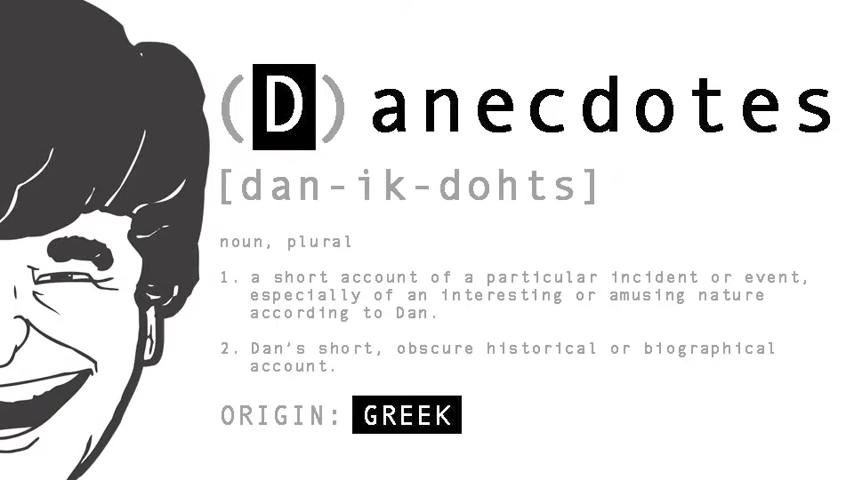 (D) anecdotes
[dan-ik-dohts]
noun, plural
1. a short account of a particular incident or event,
especially of an interesting or amusing nature
according to Dan.
2. Dan's short, obscure historical or biographical
account.
ORIGIN: GREEK